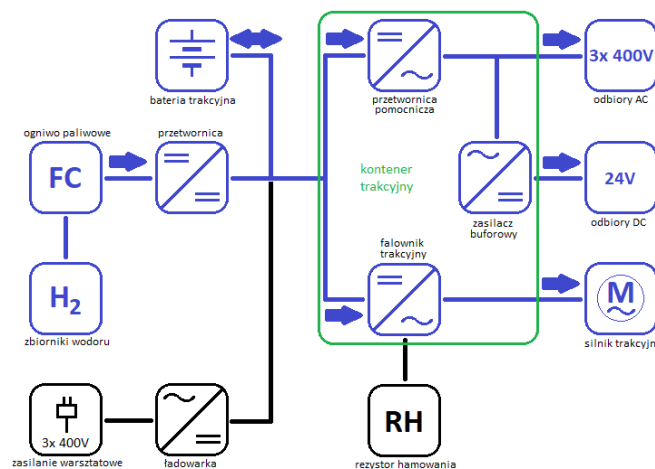 3x 400V
bateria trakcyjna
przetwornica
pomocnicza
odbiory AC
ogniwo paliwowe
przetwornica
FC
kontener
trakcyjny
24V
zasilacz
buforowy
odbiory DC
falownik
trakcyjny
H2
M
zbiorniki wodoru
silnik trakcyjn
3x 400V
RH
zasilanie warsztatowe
ładowarka
rezystor hamowania